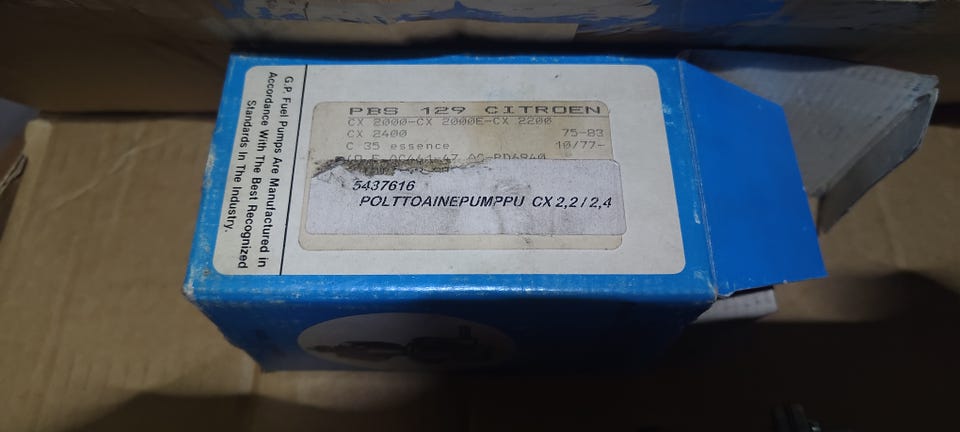 G.P. Fuel Pumps Are Manufactured in
Accordance With The Best Recognized
Standards In The Industry.
PBS 129 CITROEN
CX 2000-CX 2000E-CX 2200
CX 2400 75-83
C 35 essence 10/77-
5437616
POLTTOAINEPUMPPU CX 2,2 / 2,4